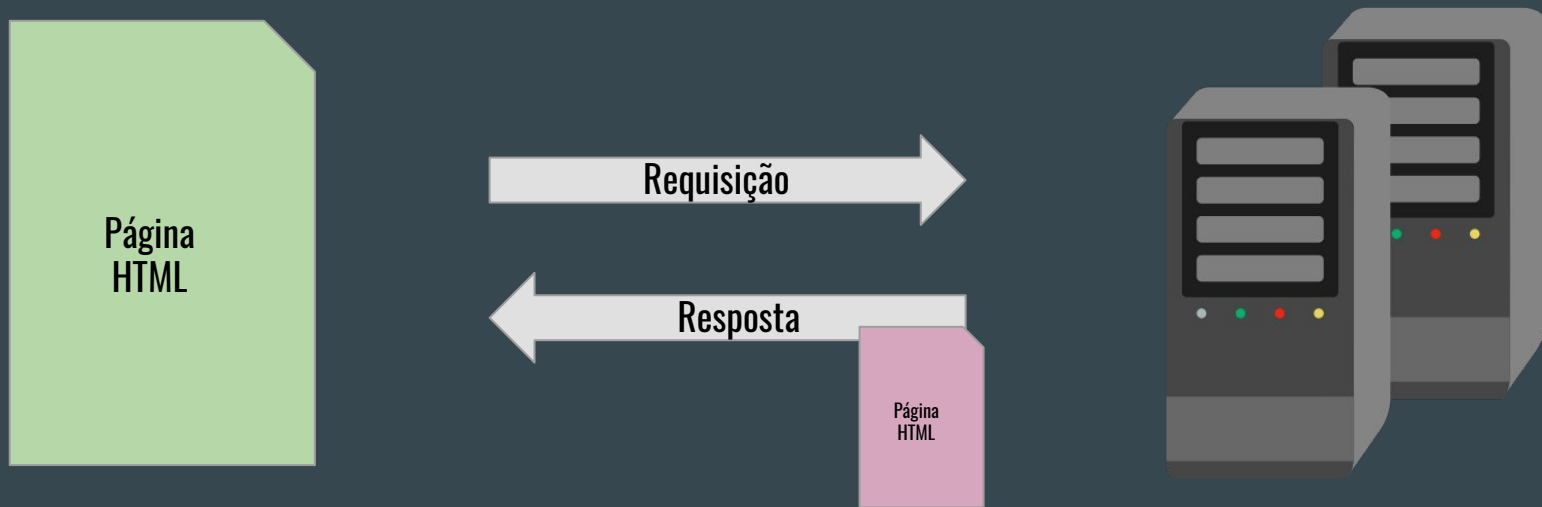 Página
HTML
Requisição
Resposta
Página
HTML